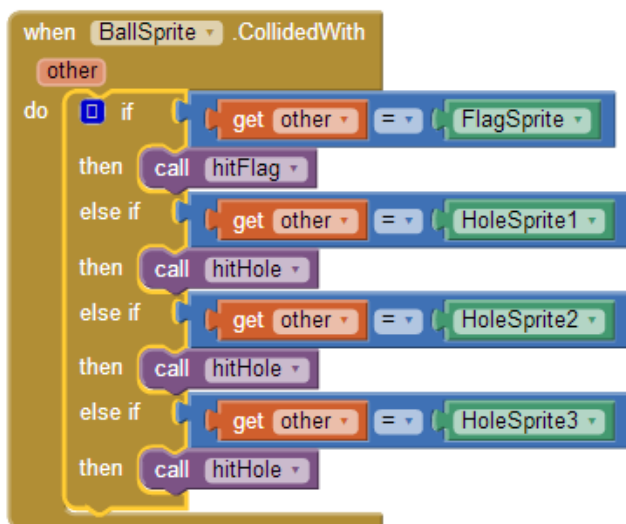 when BallSprite .CollidedWith
other
do if get other = FlagSprite
then call hitFlag
else if get other = HoleSprite1
then call hitHole
else if get other = HoleSprite2
then call hitHole
else if get other = HoleSprite3
then call hitHole